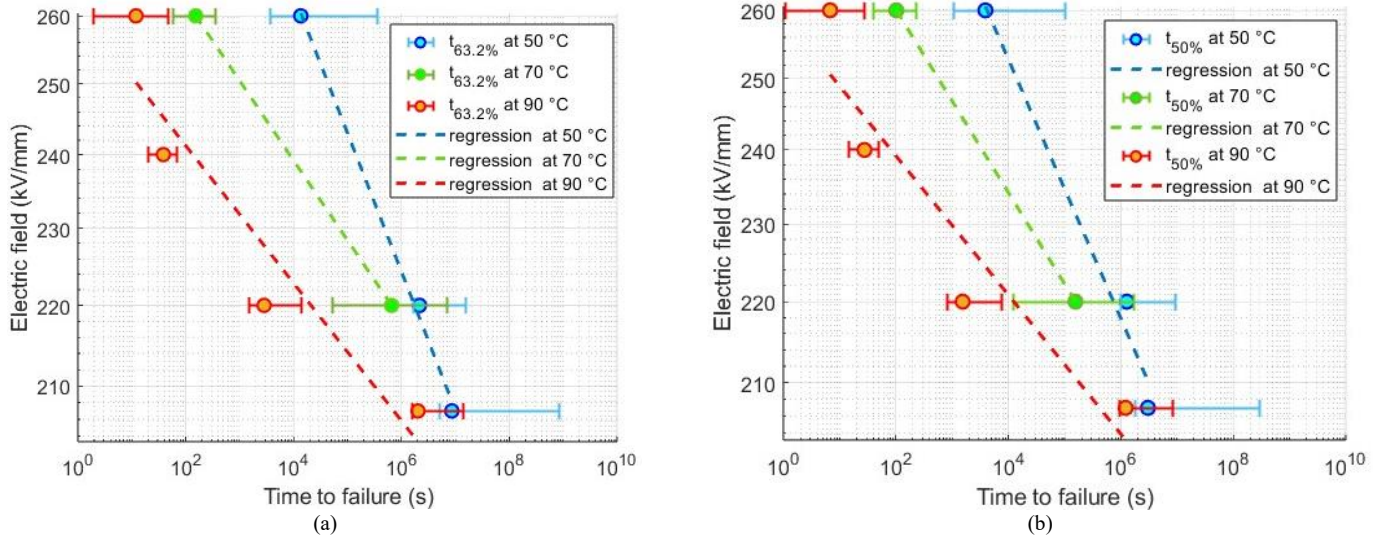 260
250
240
230
220
210
Electric field (kV/mm)
t63.2% at 50 °C
t63.2% at 70 °C
t63.2% at 90 °C
regression at 50 °C
regression at 70 °C
regression at 90 °C
10^0
10^2
10^4
10^6
10^8
10^10
Time to failure (s)
(a)
260
250
240
230
220
210
Electric field (kV/mm)
t50% at 50 °C
regression at 50 °C
t50% at 70 °C
regression at 70 °C
t50% at 90 °C
regression at 90 °C
10^0
10^2
10^4
10^6
10^8
10^10
Time to failure (s)
(b)